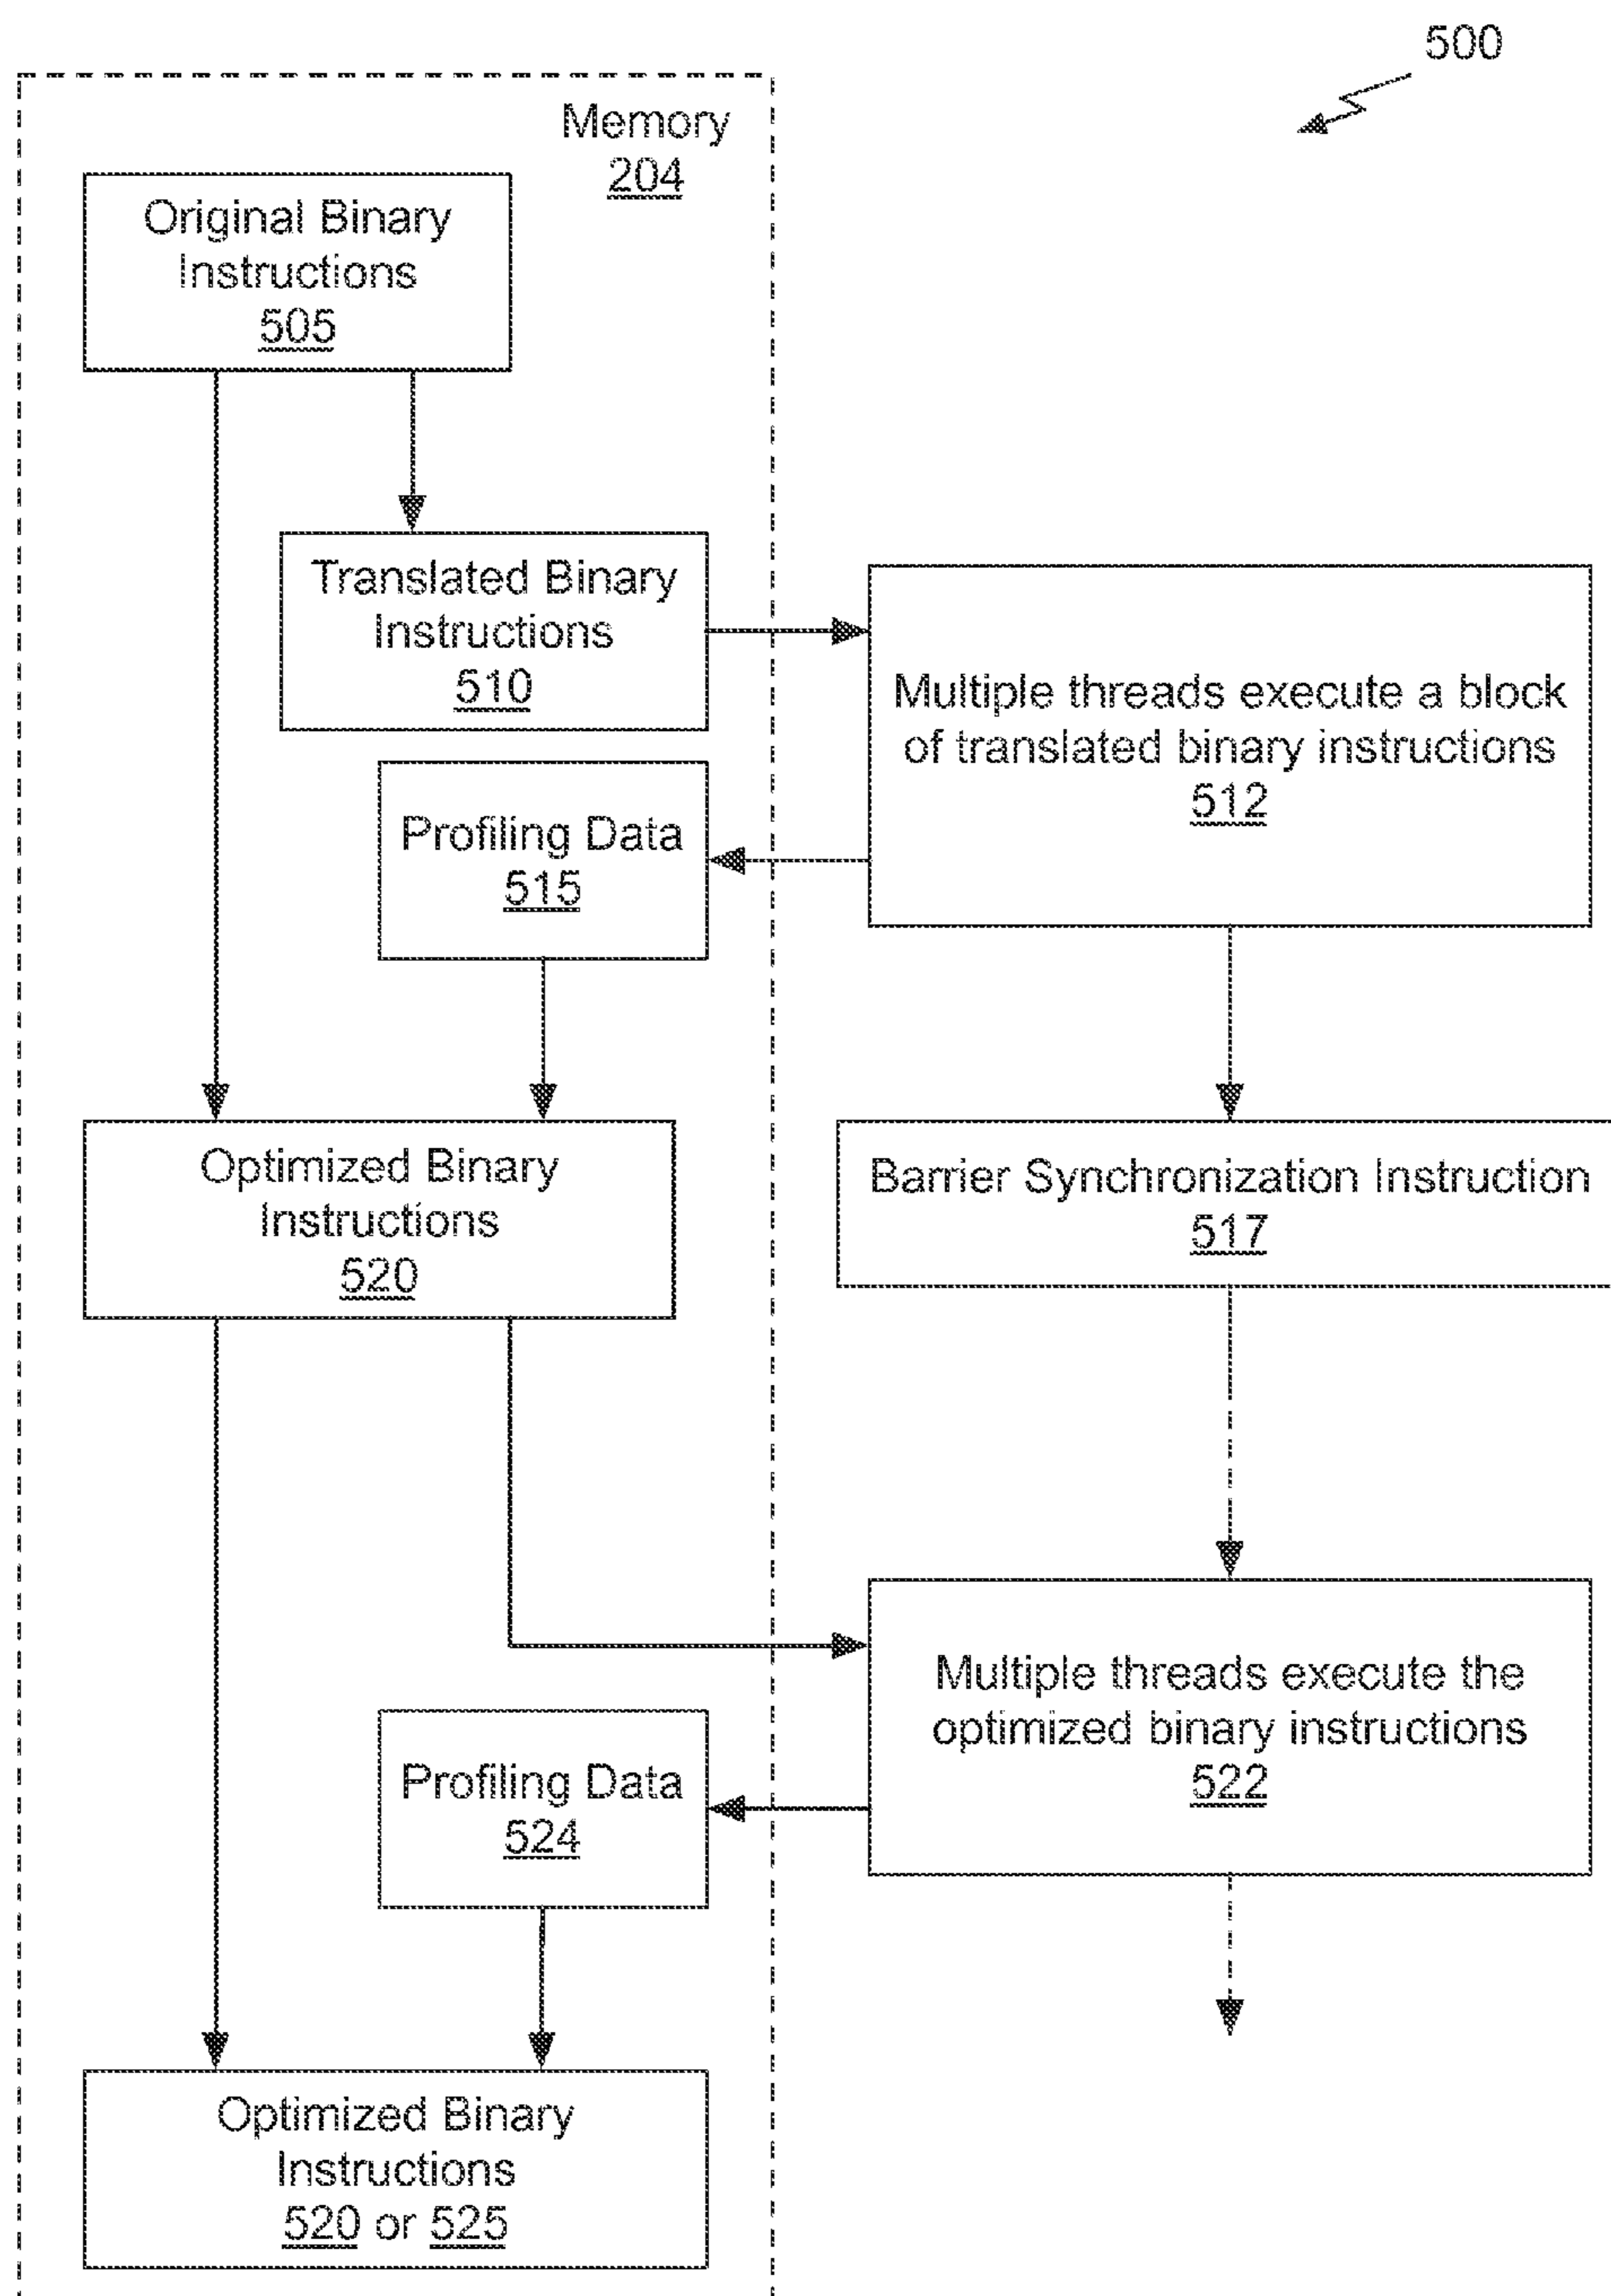 500
Memory
204
Original Binary
Instructions
505
Translated Binary
Instructions
510
Multiple threads execute a block
of translated binary instructions
512
Profiling Data
515
Optimized Binary
Instructions
520
Barrier Synchronization Instruction
517
Multiple threads execute the
optimized binary instructions
522
Profiling Data
524
Optimized Binary
Instructions
520 or 525